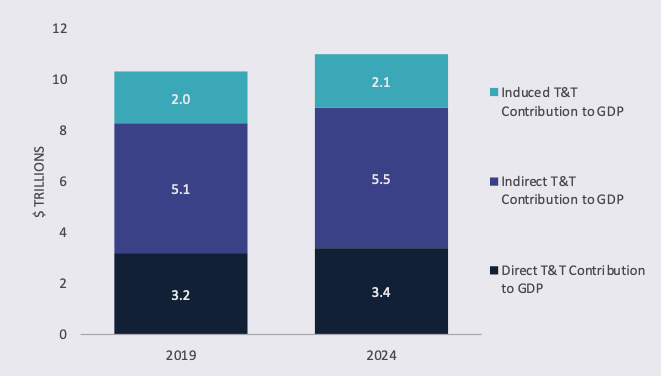 12
10
8
6
4
2
0
$ TRILLIONS
2.0
5.1
3.2
2.1
5.5
3.4
2019
2024
Induced T&T
Contribution to GDP
Indirect T&T
Contribution to GDP
Direct T&T Contribution
to GDP